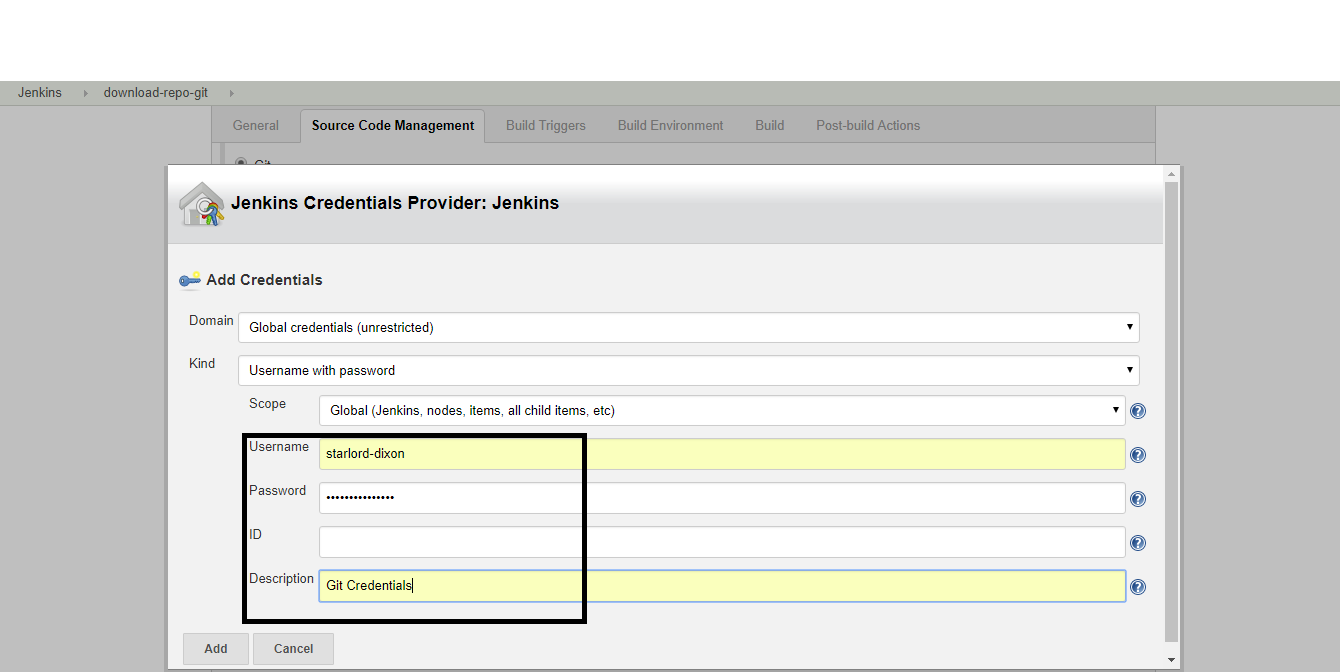 Jenkins download-repo-git
General Source Code Management Build Triggers Build Environment Build Post-build Actions
Git
Jenkins Credentials Provider: Jenkins
Add Credentials
Domain Global credentials (unrestricted)
Kind Username with password
Scope Global (Jenkins, nodes, items, all child items, etc)
Username starlord-dixon
Password •••••••••••••••
ID
Description Git Credentials
Add Cancel